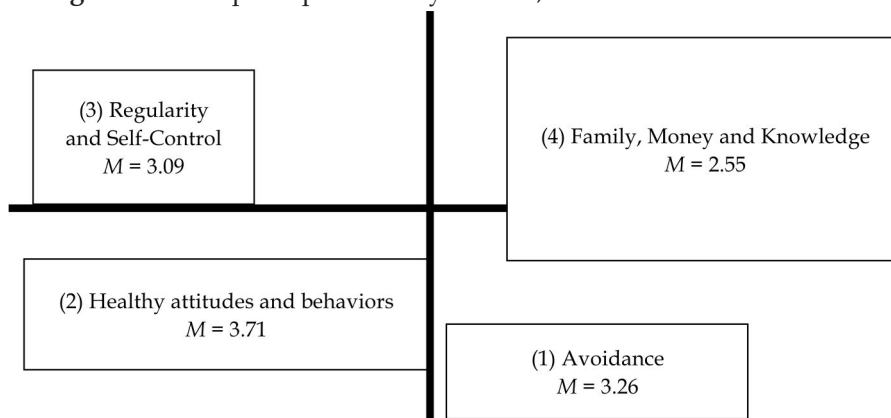 (3) Regularity
and Self-Control
M = 3.09
(4) Family, Money and Knowledge
M = 2.55
(2) Healthy attitudes and behaviors
M = 3.71
(1) Avoidance
M = 3.26